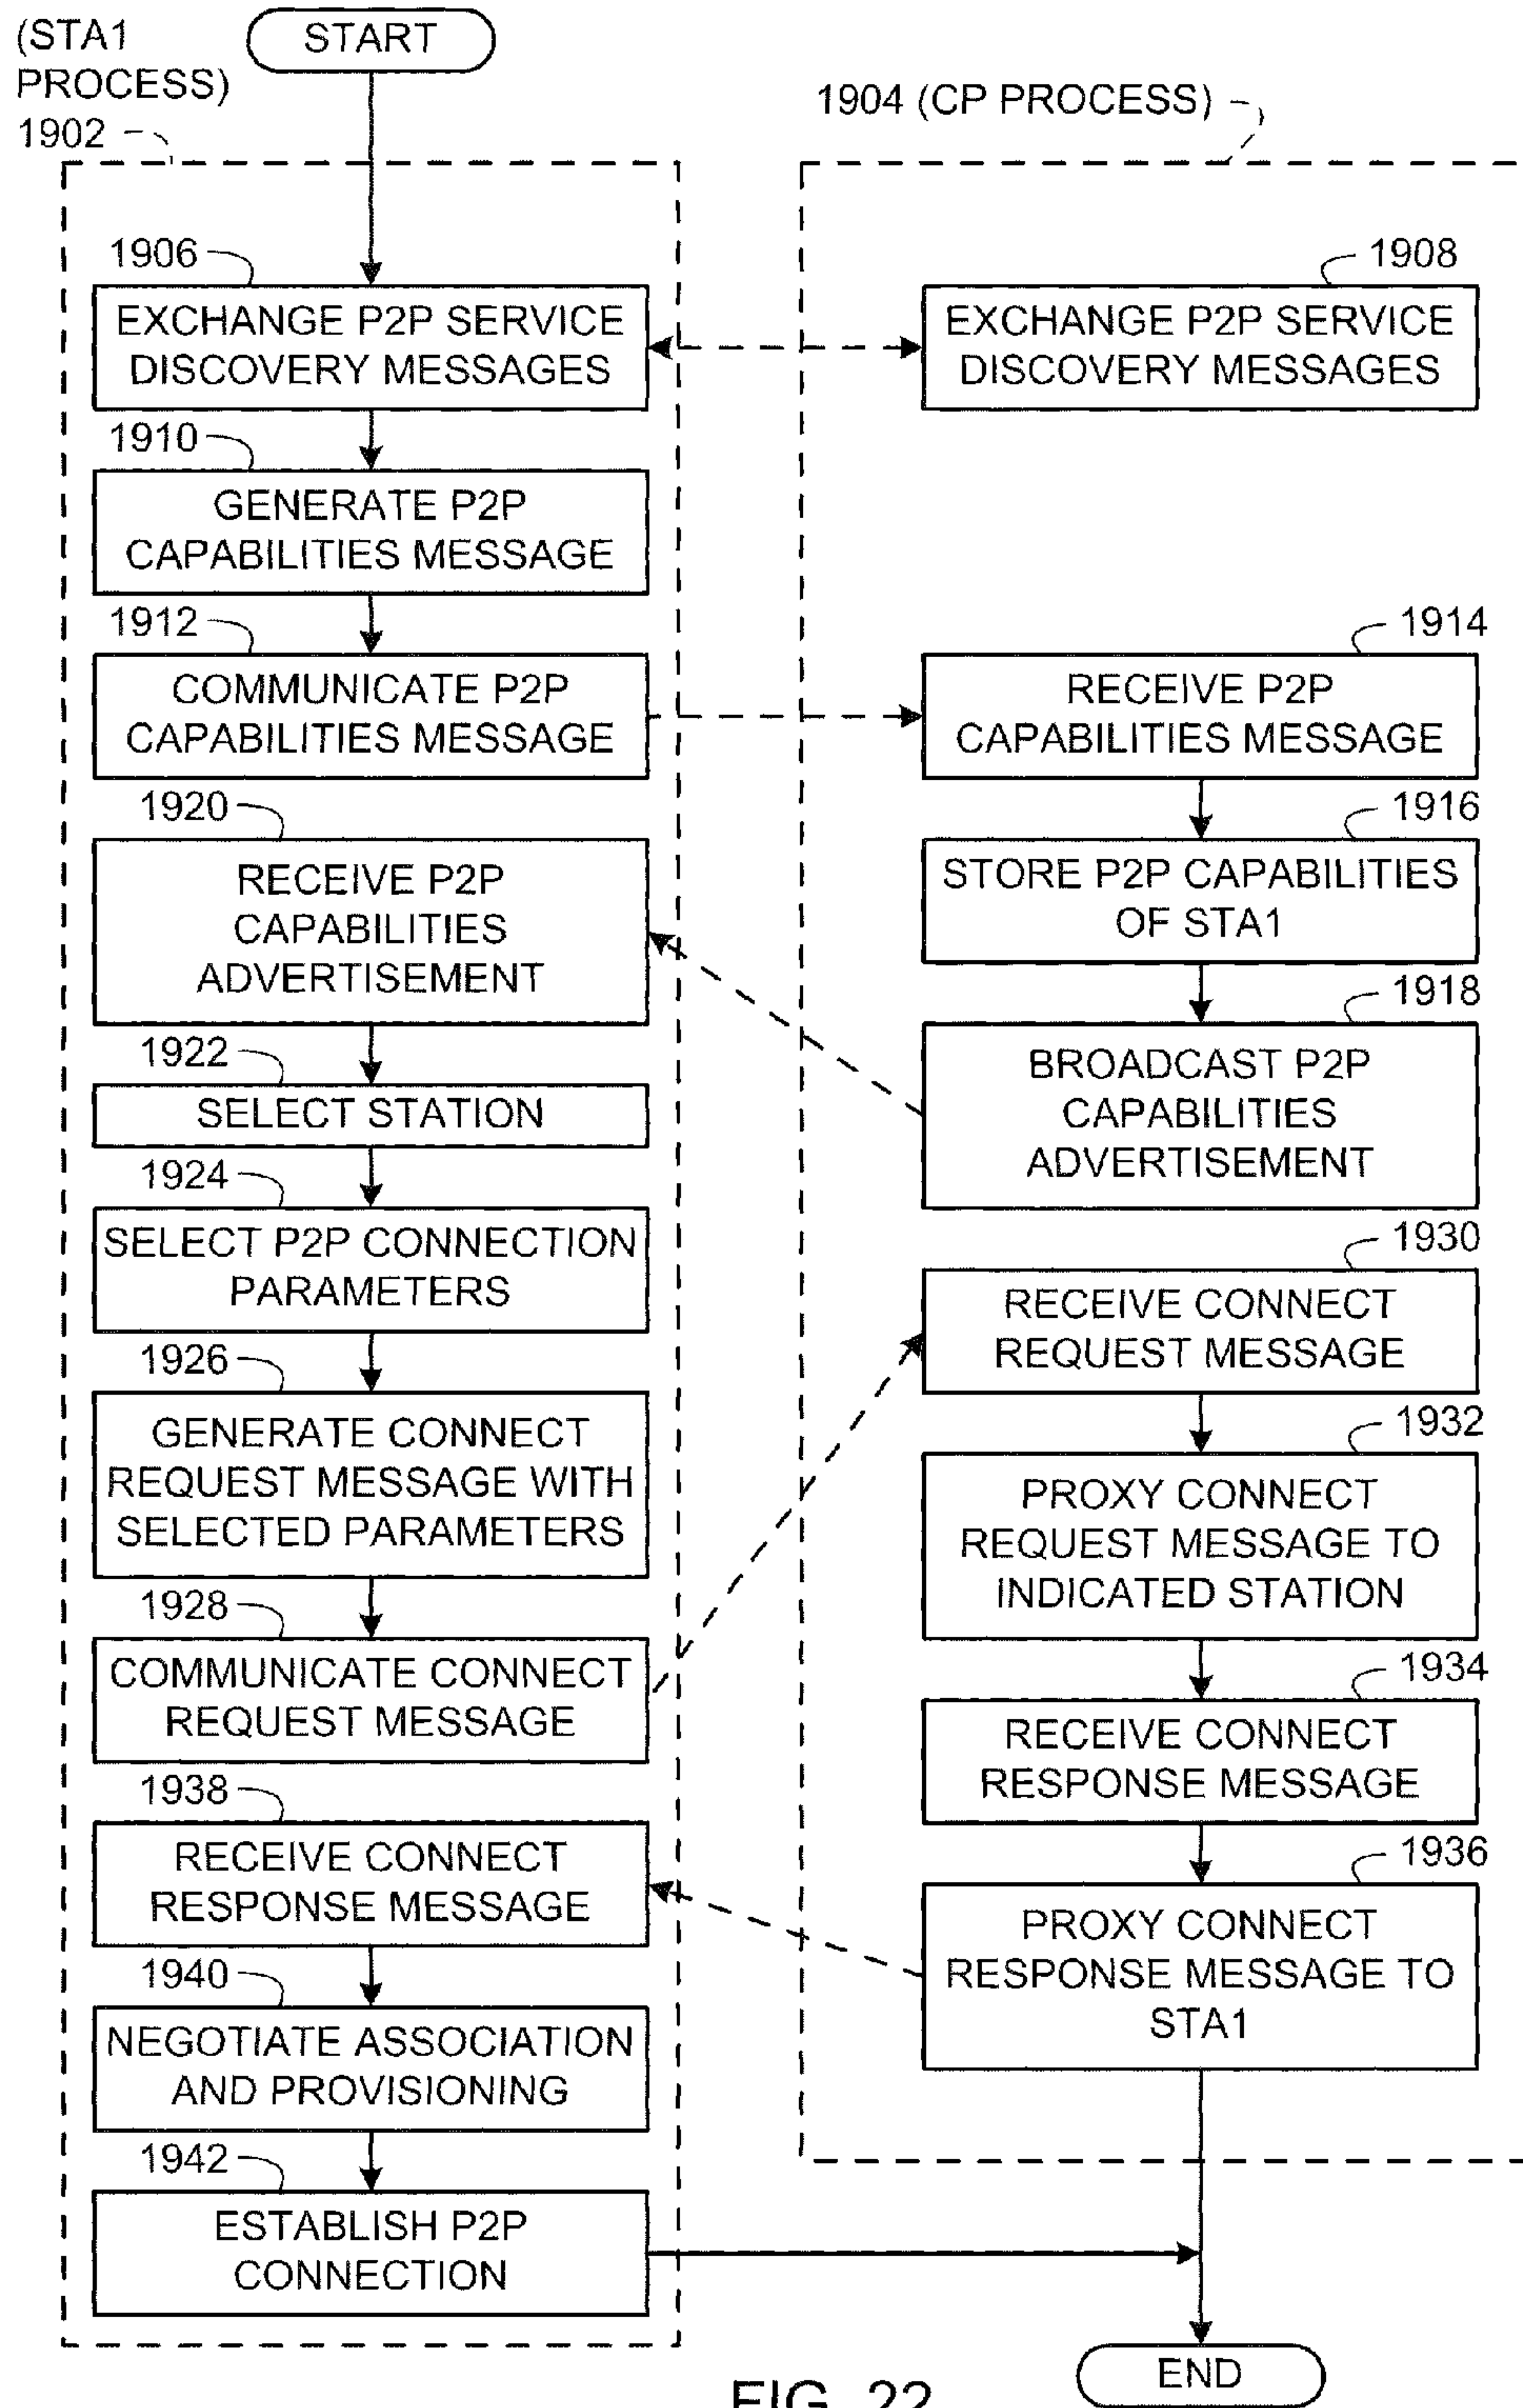 (STA1
PROCESS)
1902
START
1904 (CP PROCESS)
1906
EXCHANGE P2P SERVICE
DISCOVERY MESSAGES
1908
EXCHANGE P2P SERVICE
DISCOVERY MESSAGES
1910
GENERATE P2P
CAPABILITIES MESSAGE
1912
COMMUNICATE P2P
CAPABILITIES MESSAGE
1914
RECEIVE P2P
CAPABILITIES MESSAGE
1916
STORE P2P CAPABILITIES
OF STA1
1918
BROADCAST P2P
CAPABILITIES
ADVERTISEMENT
1920
RECEIVE P2P
CAPABILITIES
ADVERTISEMENT
1922
SELECT STATION
1924
SELECT P2P CONNECTION
PARAMETERS
1926
GENERATE CONNECT
REQUEST MESSAGE WITH
SELECTED PARAMETERS
1928
COMMUNICATE CONNECT
REQUEST MESSAGE
1930
RECEIVE CONNECT
REQUEST MESSAGE
1932
PROXY CONNECT
REQUEST MESSAGE TO
INDICATED STATION
1934
RECEIVE CONNECT
RESPONSE MESSAGE
1936
PROXY CONNECT
RESPONSE MESSAGE TO
STA1
1938
RECEIVE CONNECT
RESPONSE MESSAGE
1940
NEGOTIATE ASSOCIATION
AND PROVISIONING
1942
ESTABLISH P2P
CONNECTION
END
FIG. 22